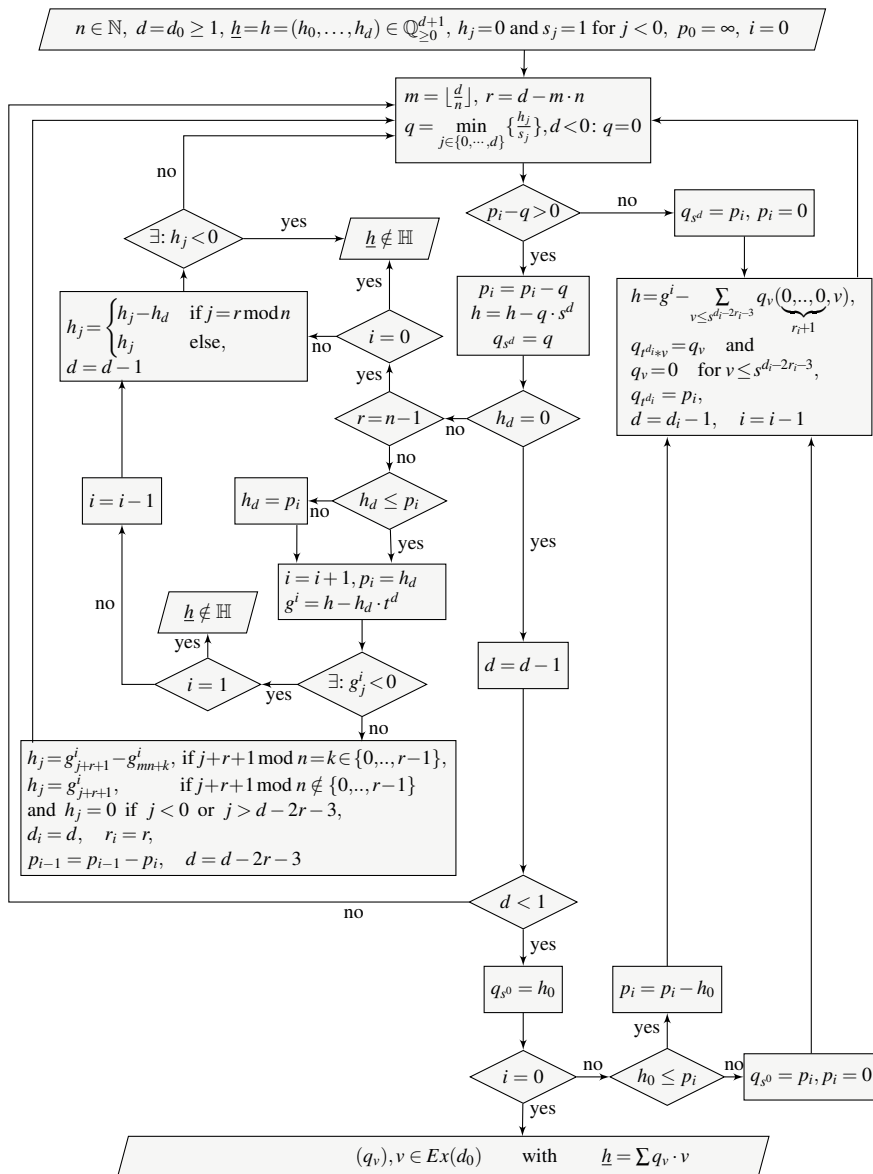 n ∈ ℕ, d = d₀ ≥ 1, <u>h</u> = h = (h₀, …, h_d) ∈ ℚ_{≥0}^{d+1}, h_j = 0 and s_j = 1 for j < 0, p₀ = ∞, i = 0
m = ⌊d/n⌋, r = d − m · n
q = min_{j∈{0,⋯,d}} {h_j/s_j}, d < 0: q = 0
no
p_i − q > 0
no
q_{s^d} = p_i, p_i = 0
∃: h_j < 0
yes
<u>h</u> ∉ ℍ
yes
yes
p_i = p_i − q
h = h − q · s^d
q_{s^d} = q
h = g^i − ∑_{v≤s^{d_i−2r_i−3}} q_v(0,..,0, v),
r_i+1
q_{t^{d_i}*v} = q_v and
q_v = 0 for v ≤ s^{d_i−2r_i−3},
q_{t^{d_i}} = p_i,
d = d_i − 1, i = i − 1
h_j = { h_j − h_d if j = r mod n
h_j else,
d = d − 1
no
i = 0
yes
r = n − 1
no
h_d = 0
no
i = i − 1
h_d = p_i
no
h_d ≤ p_i
yes
yes
i = i + 1, p_i = h_d
g^i = h − h_d · t^d
no
<u>h</u> ∉ ℍ
yes
i = 1
yes
∃: g_j^i < 0
d = d − 1
no
h_j = g^i_{j+r+1} − g^i_{mn+k}, if j+r+1 mod n = k ∈ {0,..,r−1},
h_j = g^i_{j+r+1}, if j+r+1 mod n ∉ {0,..,r−1}
and h_j = 0 if j < 0 or j > d − 2r − 3,
d_i = d, r_i = r,
p_{i−1} = p_{i−1} − p_i, d = d − 2r − 3
no
d < 1
yes
q_{s^0} = h₀
p_i = p_i − h₀
yes
i = 0
no
h₀ ≤ p_i
no
q_{s^0} = p_i, p_i = 0
yes
(q_v), v ∈ Ex(d₀) with <u>h</u> = ∑ q_v · v